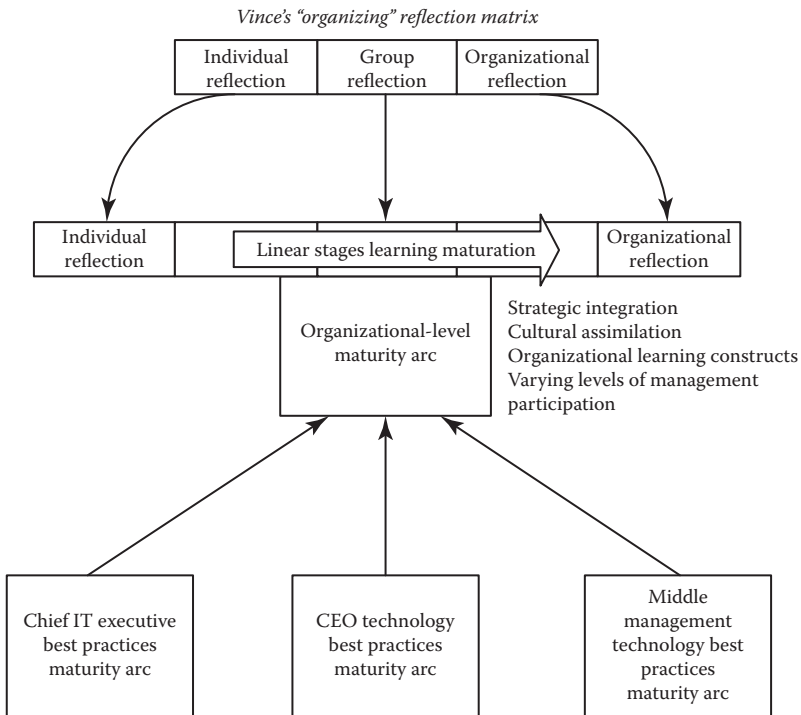 Vince’s “organizing” reflection matrix
Individual
reflection
Group
reflection
Organizational
reflection
Individual
reflection
Linear stages learning maturation
Organizational
reflection
Organizational-level
maturity arc
Strategic integration
Cultural assimilation
Organizational learning constructs
Varying levels of management
participation
Chief IT executive
best practices
maturity arc
CEO technology
best practices
maturity arc
Middle
management
technology best
practices
maturity arc